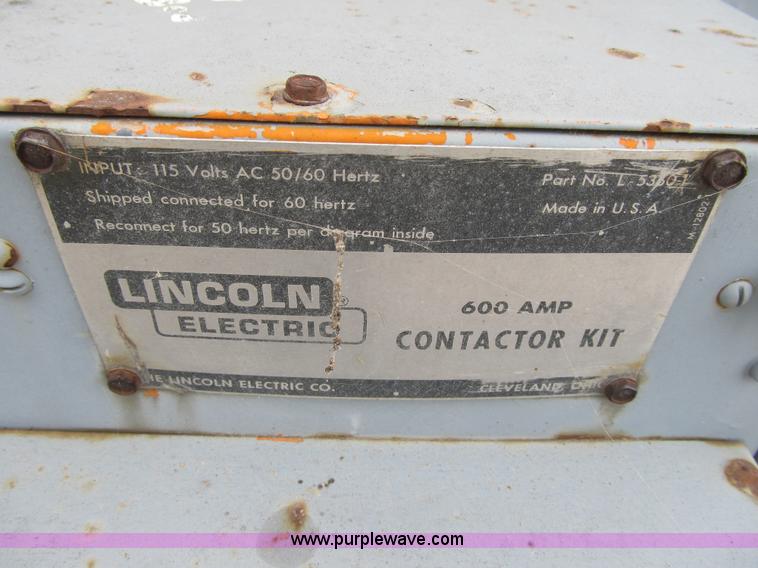 INPUT - 115 Volts AC 50/60 Hertz
Shipped connected for 60 hertz
Reconnect for 50 hertz per diagram inside
Part No. L-
Made in U.S.A.
M-12802
LINCOLN ®
ELECTRIC
600 AMP
CONTACTOR KIT
THE LINCOLN ELECTRIC CO.
CLEVELAND, OHIO
www.purplewave.com